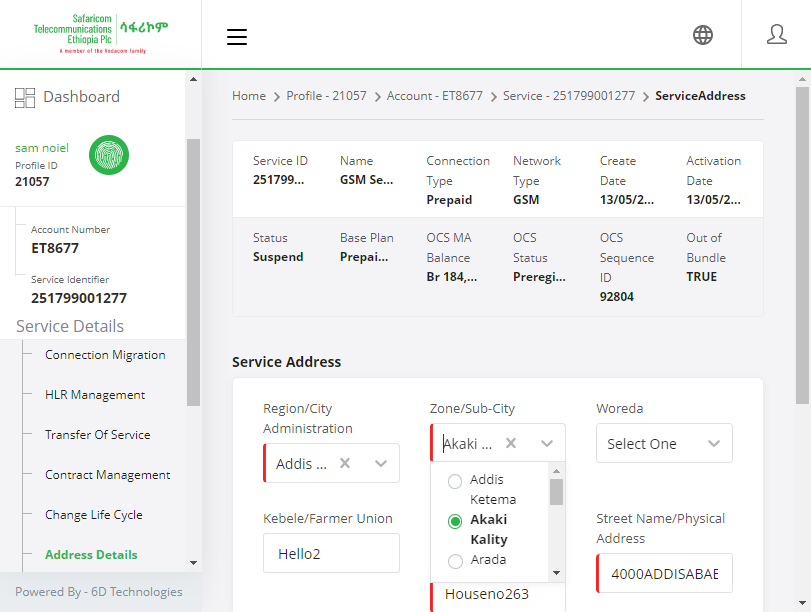 Safaricom
Telecommunications
Ethiopia Plc
ሳፋሪኮም
A member of the Vodacom family
Dashboard
sam noiel
Profile ID
21057
Account Number
ET8677
Service Identifier
251799001277
Service Details
Connection Migration
HLR Management
Transfer Of Service
Contract Management
Change Life Cycle
Address Details
Powered By - 6D Technologies
Home > Profile - 21057 > Account - ET8677 > Service - 251799001277 > ServiceAddress
Service ID
251799...
Name
GSM Se...
Connection
Type
Prepaid
Network
Type
GSM
Create
Date
13/05/2...
Activation
Date
13/05/2...
Status
Suspend
Base Plan
Prepai...
OCS MA
Balance
Br 184,...
OCS
Status
Preregi...
OCS
Sequence
ID
92804
Out of
Bundle
TRUE
Service Address
Region/City
Administration
Addis ...
Zone/Sub-City
Akaki ...
Addis
Ketema
Akaki
Kality
Arada
Woreda
Select One
Kebele/Farmer Union
Hello2
Houseno263
Street Name/Physical
Address
4000ADDISABAE